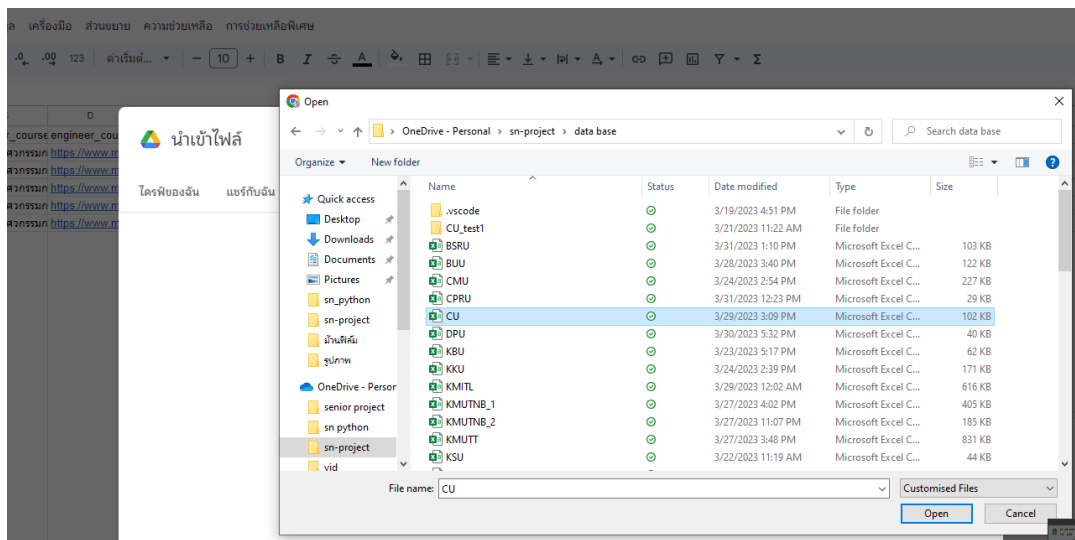 ล เครื่องมือ ส่วนขยาย ความช่วยเหลือ การช่วยเหลือพิเศษ
.0 .00 123 ค่าเริ่มต้... 10 B I A
D
r_course engineer_cou
ศวกรรมก https://www.m
ศวกรรมก https://www.m
ศวกรรมก https://www.m
ศวกรรมก https://www.m
ศวกรรมก https://www.m
นำเข้าไฟล์
ไดรฟ์ของฉัน แชร์กับฉัน
Open
OneDrive - Personal › sn-project › data base
Search data base
Organize New folder
Quick access
Desktop
Downloads
Documents
Pictures
sn_python
sn-project
ม้วนฟิล์ม
รูปภาพ
OneDrive - Person
senior project
sn python
sn-project
vid
Name Status Date modified Type Size
.vscode 3/19/2023 4:51 PM File folder
CU_test1 3/21/2023 11:22 AM File folder
BSRU 3/31/2023 1:10 PM Microsoft Excel C... 103 KB
BUU 3/28/2023 3:40 PM Microsoft Excel C... 122 KB
CMU 3/24/2023 2:54 PM Microsoft Excel C... 227 KB
CPRU 3/31/2023 12:23 PM Microsoft Excel C... 29 KB
CU 3/29/2023 3:09 PM Microsoft Excel C... 102 KB
DPU 3/30/2023 5:32 PM Microsoft Excel C... 40 KB
KBU 3/23/2023 5:17 PM Microsoft Excel C... 62 KB
KKU 3/24/2023 2:39 PM Microsoft Excel C... 171 KB
KMITL 3/29/2023 12:02 AM Microsoft Excel C... 616 KB
KMUTNB_1 3/27/2023 4:02 PM Microsoft Excel C... 405 KB
KMUTNB_2 3/27/2023 11:07 PM Microsoft Excel C... 185 KB
KMUTT 3/27/2023 3:48 PM Microsoft Excel C... 831 KB
KSU 3/22/2023 11:19 AM Microsoft Excel C... 44 KB
File name: CU
Customised Files
Open Cancel